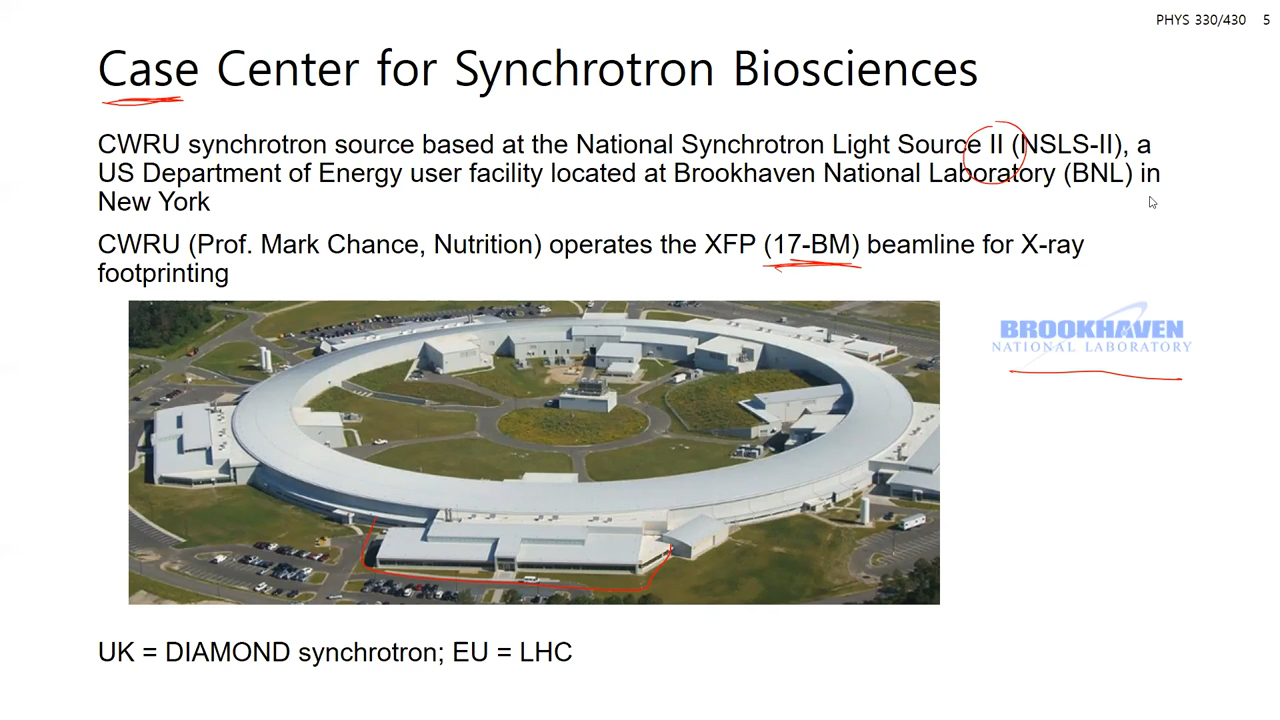 PHYS 330/430 5
Case Center for Synchrotron Biosciences
CWRU synchrotron source based at the National Synchrotron Light Source II (NSLS-II), a
US Department of Energy user facility located at Brookhaven National Laboratory (BNL) in
New York
CWRU (Prof. Mark Chance, Nutrition) operates the XFP (17-BM) beamline for X-ray
footprinting
BROOKHAVEN
NATIONAL LABORATORY
UK = DIAMOND synchrotron; EU = LHC